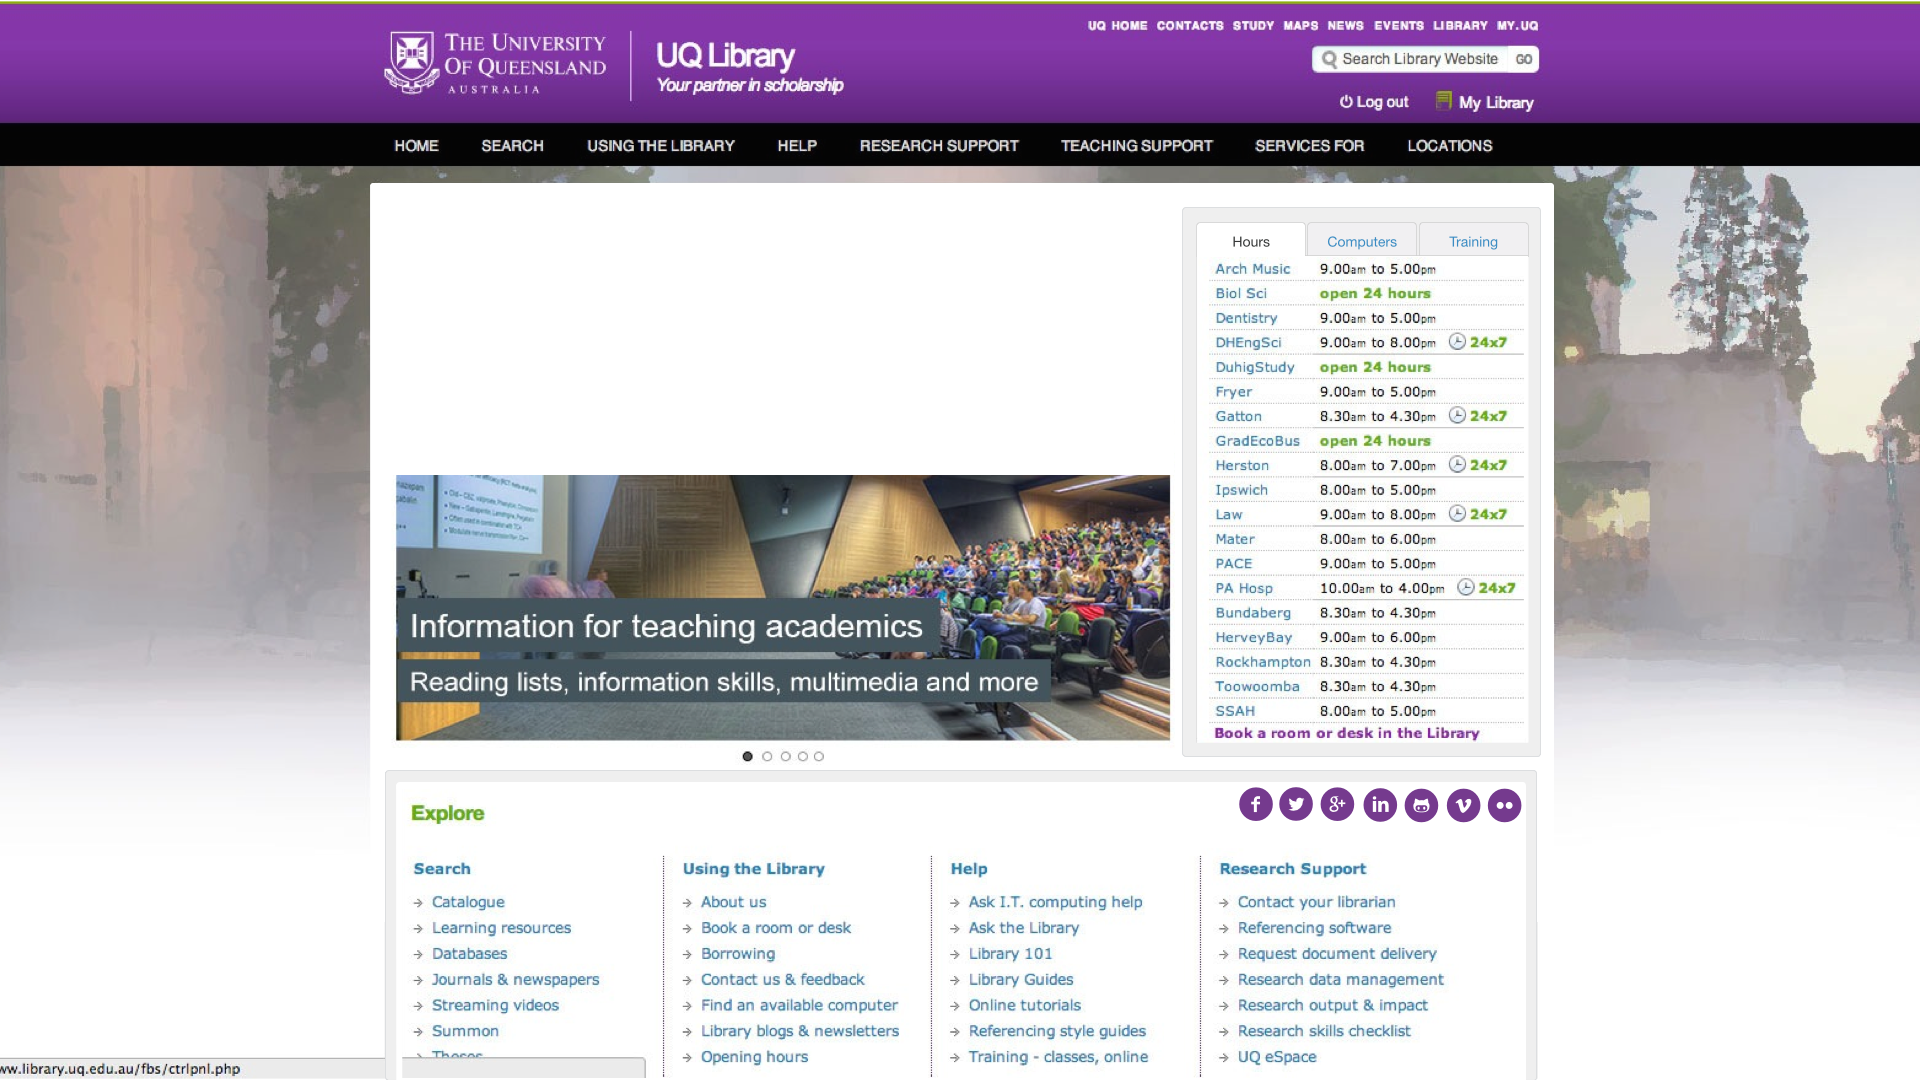 UQ HOME CONTACTS STUDY MAPS NEWS EVENTS LIBRARY MY.UQ
THE UNIVERSITY
OF QUEENSLAND
AUSTRALIA
UQ Library
Your partner in scholarship
Search Library Website GO
Log out My Library
HOME SEARCH USING THE LIBRARY HELP RESEARCH SUPPORT TEACHING SUPPORT SERVICES FOR LOCATIONS
Hours Computers Training
Arch Music 9.00am to 5.00pm
Biol Sci open 24 hours
Dentistry 9.00am to 5.00pm
DHEngSci 9.00am to 8.00pm 24x7
DuhigStudy open 24 hours
Fryer 9.00am to 5.00pm
Gatton 8.30am to 4.30pm 24x7
GradEcoBus open 24 hours
Herston 8.00am to 7.00pm 24x7
Ipswich 8.00am to 5.00pm
Law 9.00am to 8.00pm 24x7
Mater 8.00am to 6.00pm
PACE 9.00am to 5.00pm
PA Hosp 10.00am to 4.00pm 24x7
Bundaberg 8.30am to 4.30pm
HerveyBay 9.00am to 6.00pm
Rockhampton 8.30am to 4.30pm
Toowoomba 8.30am to 4.30pm
SSAH 8.00am to 5.00pm
Book a room or desk in the Library
Information for teaching academics
Reading lists, information skills, multimedia and more
Explore
Search
Catalogue
Learning resources
Databases
Journals & newspapers
Streaming videos
Summon
Theses
Using the Library
About us
Book a room or desk
Borrowing
Contact us & feedback
Find an available computer
Library blogs & newsletters
Opening hours
Help
Ask I.T. computing help
Ask the Library
Library 101
Library Guides
Online tutorials
Referencing style guides
Training - classes, online
Research Support
Contact your librarian
Referencing software
Request document delivery
Research data management
Research output & impact
Research skills checklist
UQ eSpace
ww.library.uq.edu.au/fbs/ctrlpnl.php